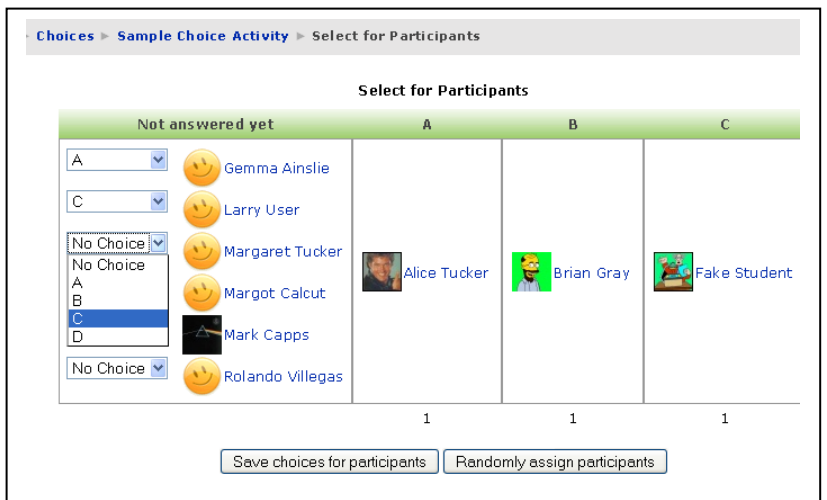 Choices ► Sample Choice Activity ► Select for Participants
Select for Participants
Not answered yet A B C
A Gemma Ainslie
C Larry User
No Choice Margaret Tucker
No Choice
A
B
C
D
Margot Calcut
Mark Capps
No Choice Rolando Villegas
Alice Tucker
Brian Gray
Fake Student
1 1 1
Save choices for participants Randomly assign participants